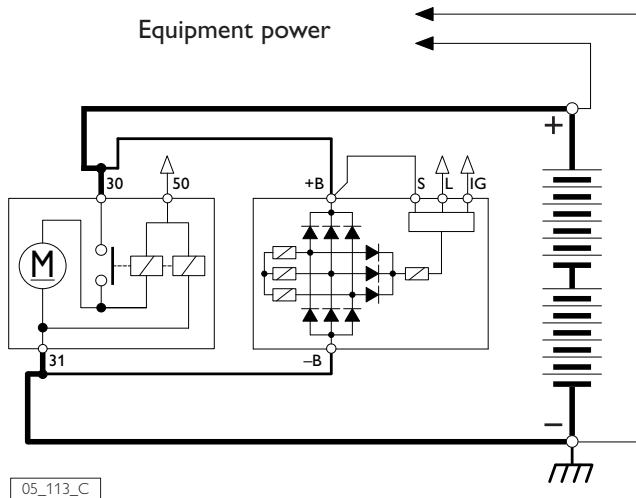 Equipment power
+
30 50 +B S L IG
M
31 –B
–
05_113_C